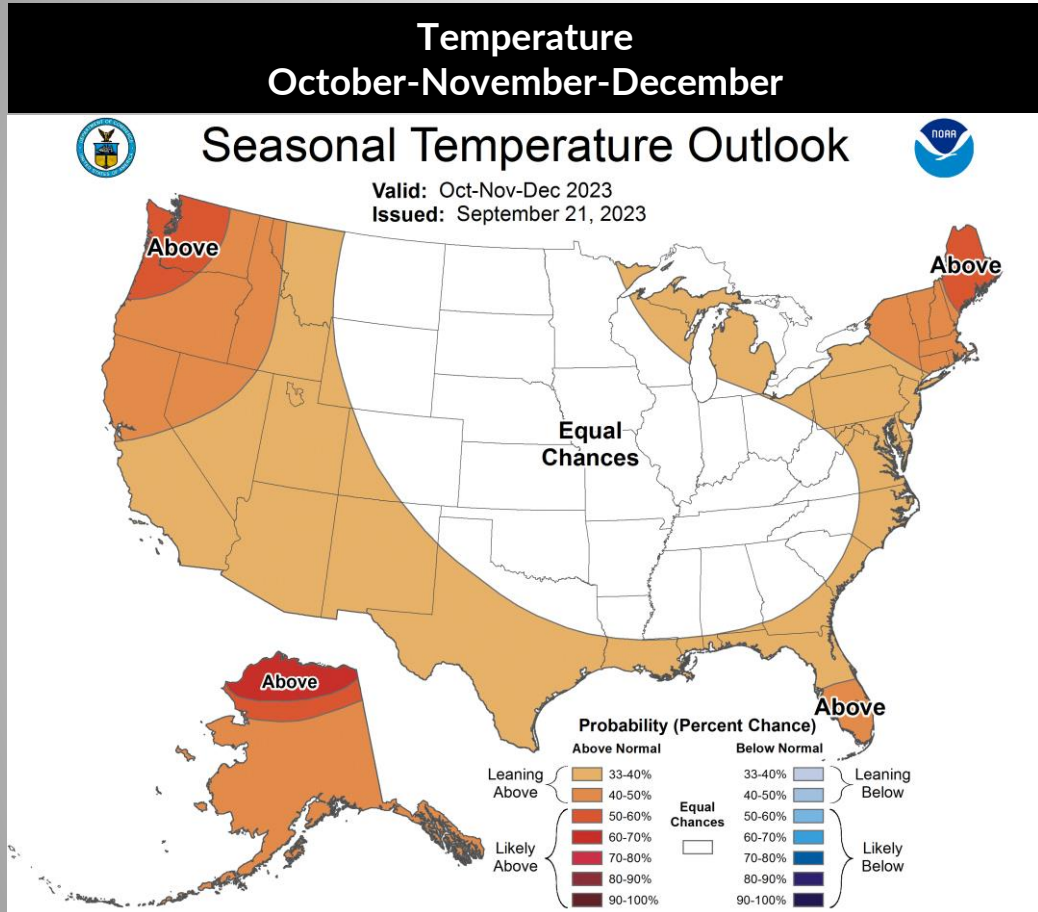 Temperature
October-November-December
Seasonal Temperature Outlook
NOAA
Valid: Oct-Nov-Dec 2023
Issued: September 21, 2023
Above
Above
Equal
Chances
Above
Above
Probability (Percent Chance)
Above Normal
Below Normal
Leaning
Above
33-40%
40-50%
Likely
Above
50-60%
60-70%
70-80%
80-90%
90-100%
Equal
Chances
33-40%
40-50%
Leaning
Below
50-60%
60-70%
70-80%
80-90%
90-100%
Likely
Below